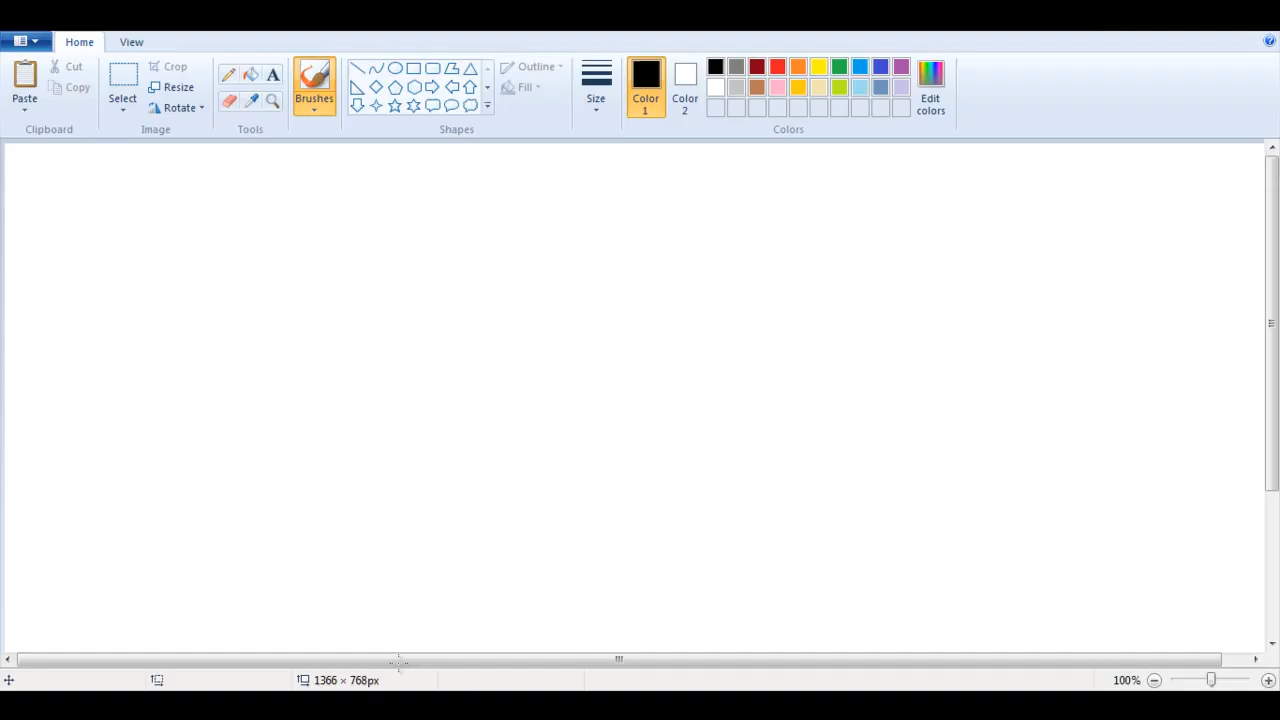 Home View
Paste Cut Copy Select Crop Resize Rotate A Brushes Outline Fill Size Color 1 Color 2 Edit colors
Clipboard Image Tools Shapes Colors
1366 × 768px 100%